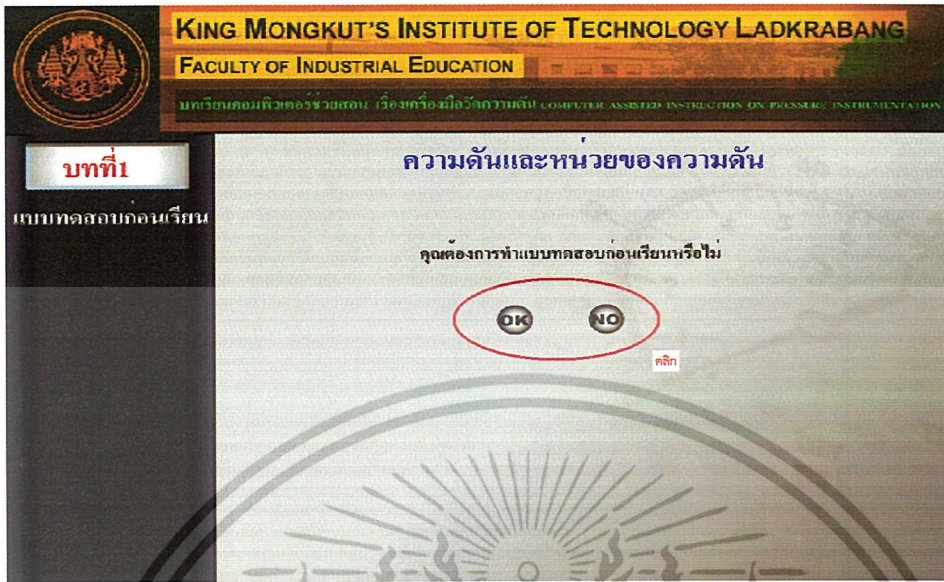 KING MONGKUT'S INSTITUTE OF TECHNOLOGY LADKRABANG
FACULTY OF INDUSTRIAL EDUCATION
บทเรียนคอมพิวเตอร์ช่วยสอน เรื่องเครื่องมือวัดความดัน COMPUTER ASSISTED INSTRUCTION ON PRESSURE INSTRUMENTATION
บทที่1
ความดันและหน่วยของความดัน
แบบทดสอบก่อนเรียน
คุณต้องการทำแบบทดสอบก่อนเรียนหรือไม่
OK NO
คลิก